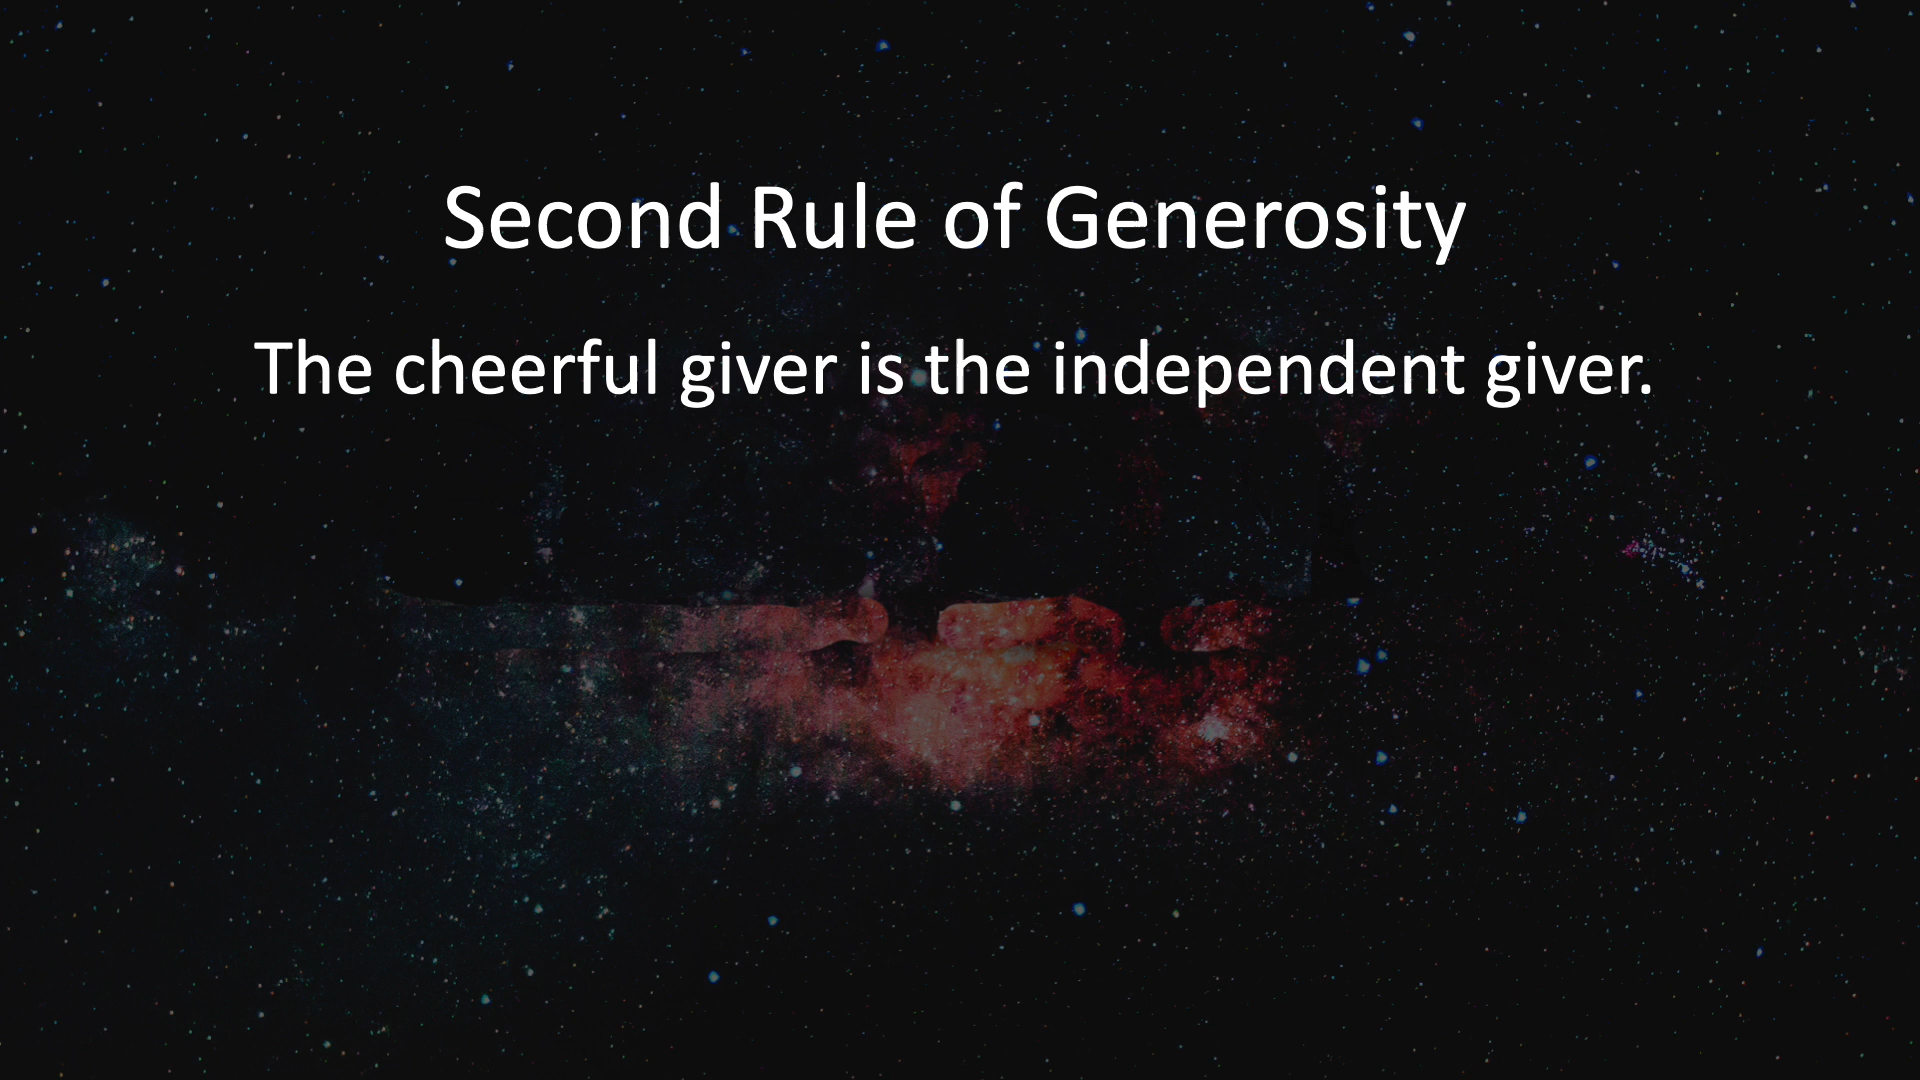 Second Rule of Generosity
The cheerful giver is the independent giver.